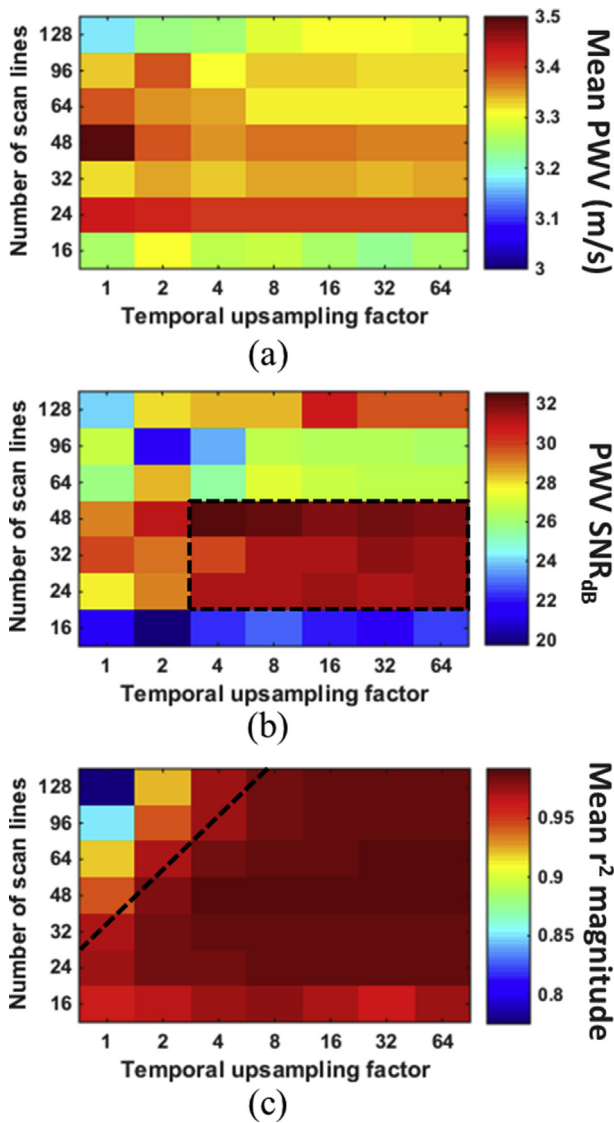 Number of scan lines
128
96
64
48
32
24
16
1 2 4 8 16 32 64
Temporal upsampling factor
3.5
3.4
3.3
3.2
3.1
3
Mean PWV (m/s)
(a)
Number of scan lines
128
96
64
48
32
24
16
1 2 4 8 16 32 64
Temporal upsampling factor
32
30
28
26
24
22
20
PWV SNR_dB
(b)
Number of scan lines
128
96
64
48
32
24
16
1 2 4 8 16 32 64
Temporal upsampling factor
0.95
0.9
0.85
0.8
Mean r² magnitude
(c)